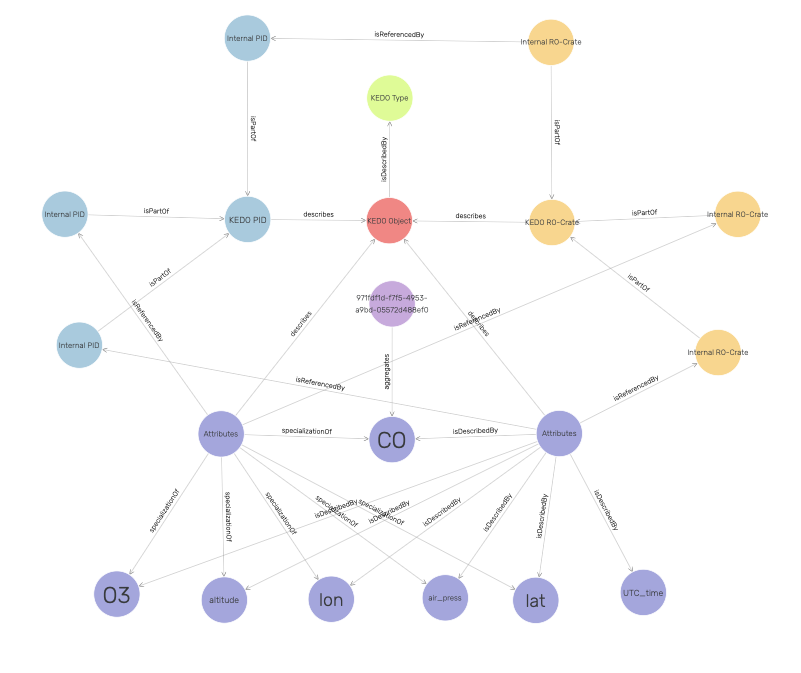 Internal PID
isReferencedBy
Internal RO-Crate
KEDO Type
isPartOf
isPartOf
isDescribedBy
Internal PID
isPartOf
KEDO PID
describes
KEDO Object
describes
KEDO RO-Crate
isPartOf
Internal RO-Crate
isPartOf
isPartOf
971fdf1d-f7f5-4953-
a9bd-05572d488ef0
isReferencedBy
describes
isReferencedBy
describes
Internal PID
Internal RO-Crate
aggregates
isReferencedBy
isReferencedBy
Attributes
specializationOf
CO
isDescribedBy
Attributes
specializationOf
specializationOf
specializationOf
specializationOf
isDescribedBy
specializationOf
isDescribedBy
isDescribedBy
isDescribedBy
isDescribedBy
isDescribedBy
O3
altitude
lon
air_press
lat
UTC_time